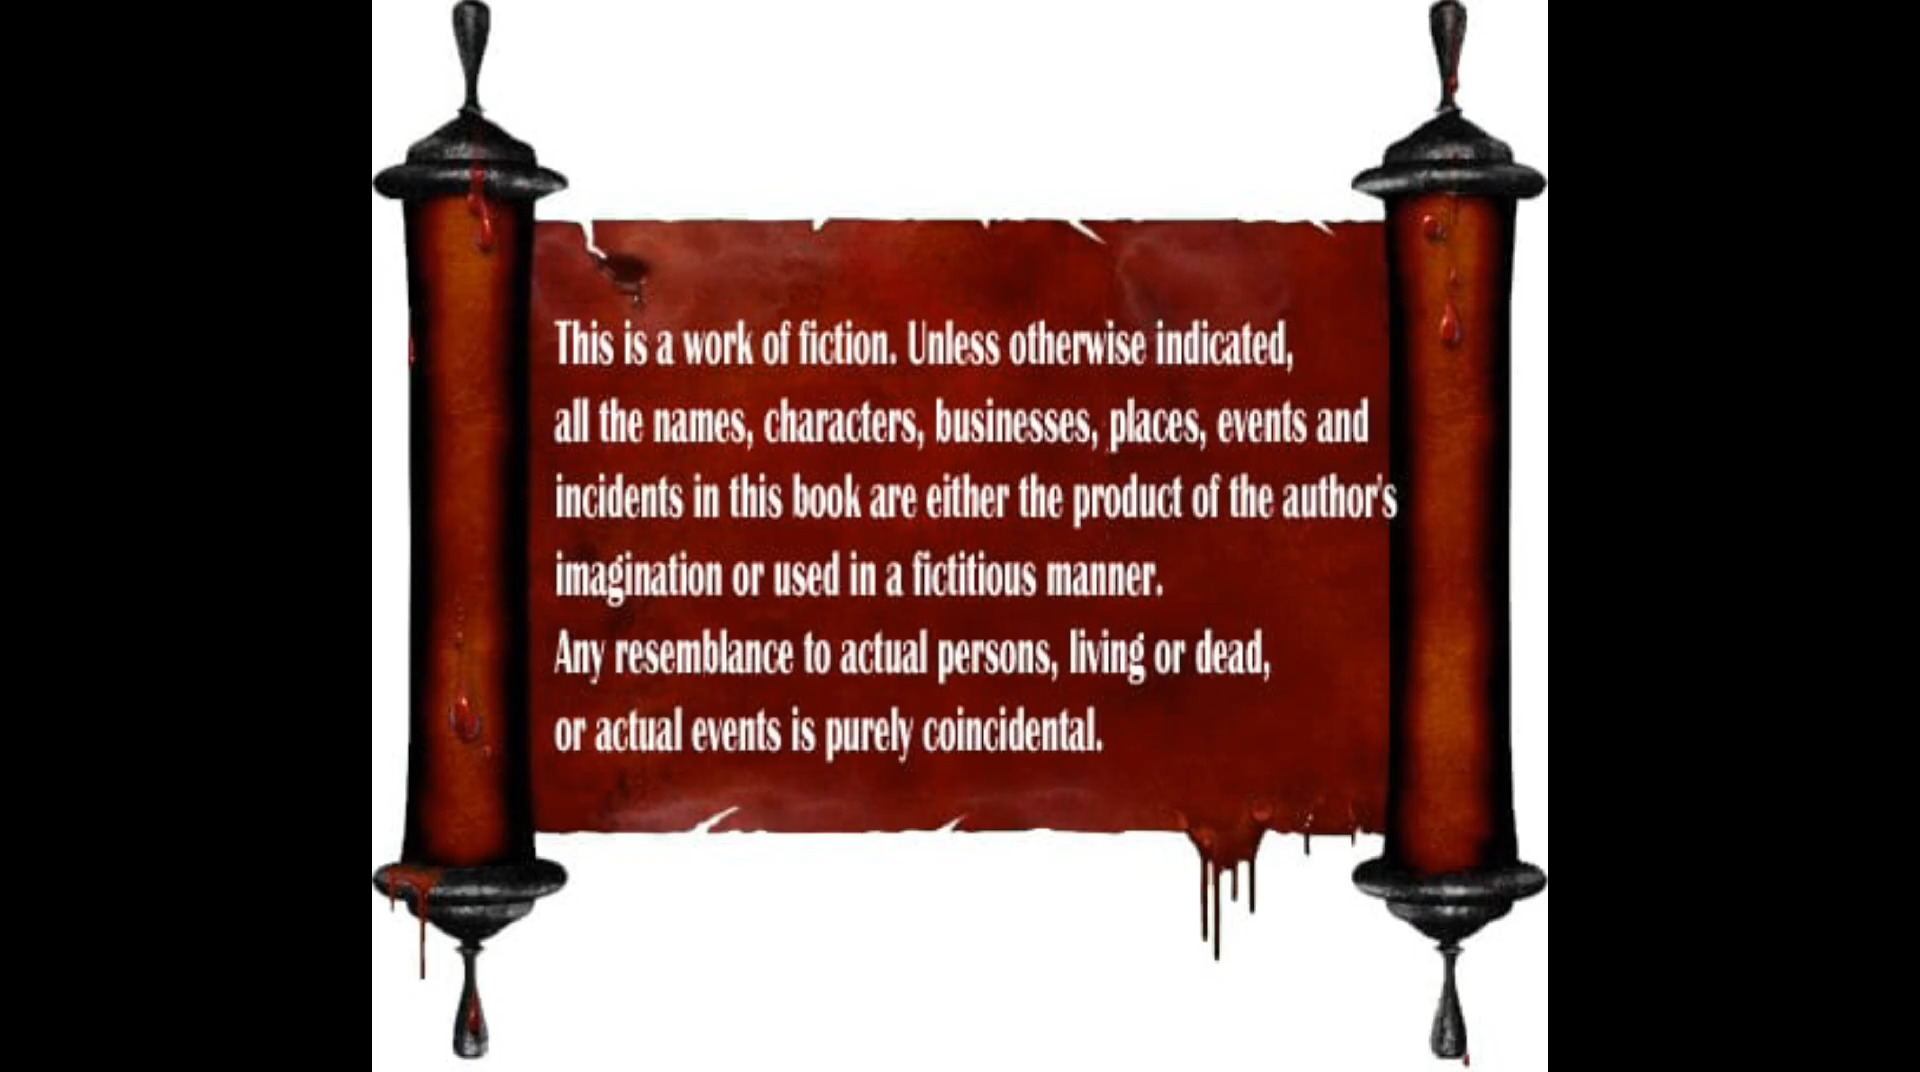 This is a work of fiction. Unless otherwise indicated,
all the names, characters, businesses, places, events and
incidents in this book are either the product of the author's
imagination or used in a fictitious manner.
Any resemblance to actual persons, living or dead,
or actual events is purely coincidental.